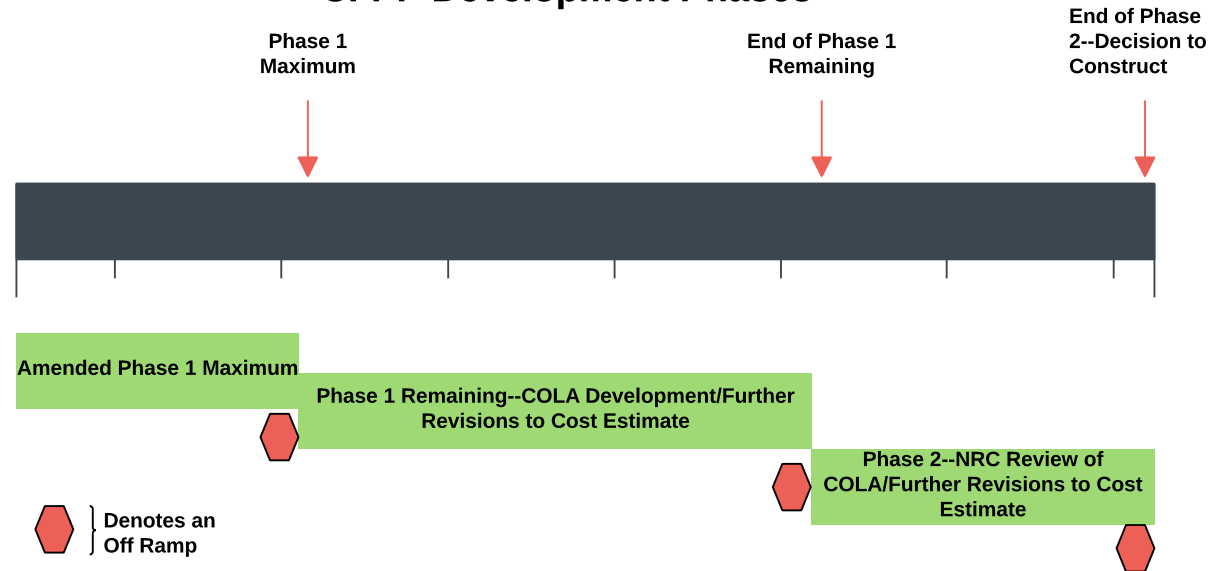 Development Phases
Phase 1
Maximum
End of Phase 1
Remaining
End of Phase
2--Decision to
Construct
Amended Phase 1 Maximum
Phase 1 Remaining--COLA Development/Further
Revisions to Cost Estimate
Phase 2--NRC Review of
COLA/Further Revisions to Cost
Estimate
Denotes an
Off Ramp